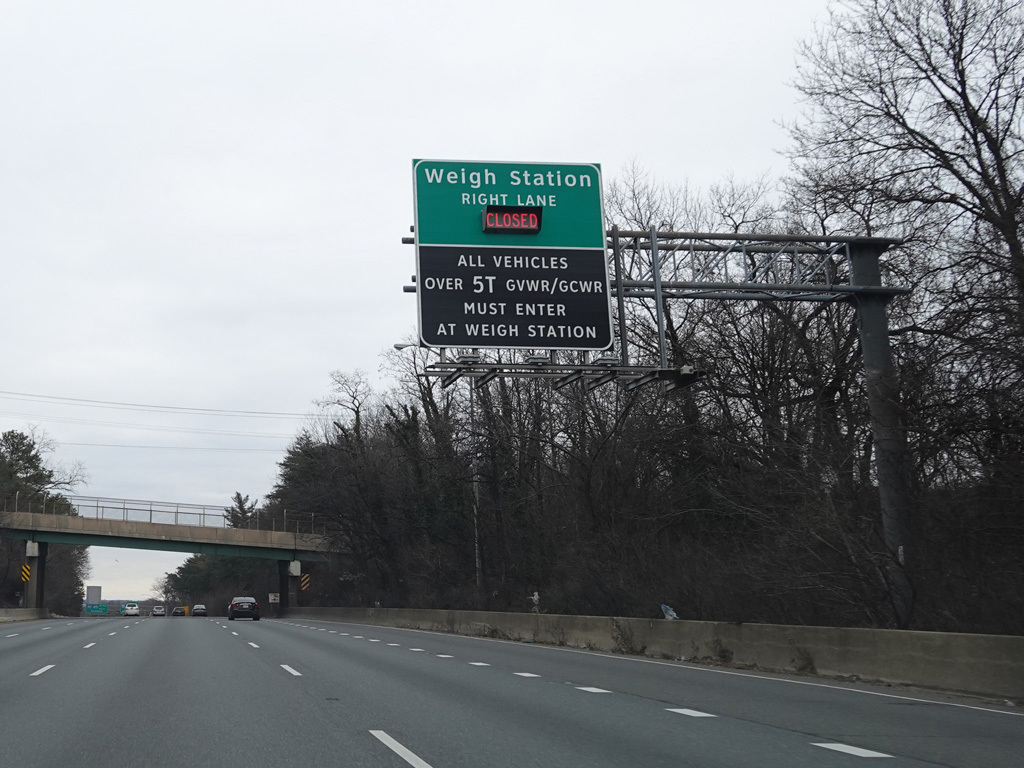 Weigh Station
RIGHT LANE
CLOSED
ALL VEHICLES
OVER 5T GVWR/GCWR
MUST ENTER
AT WEIGH STATION